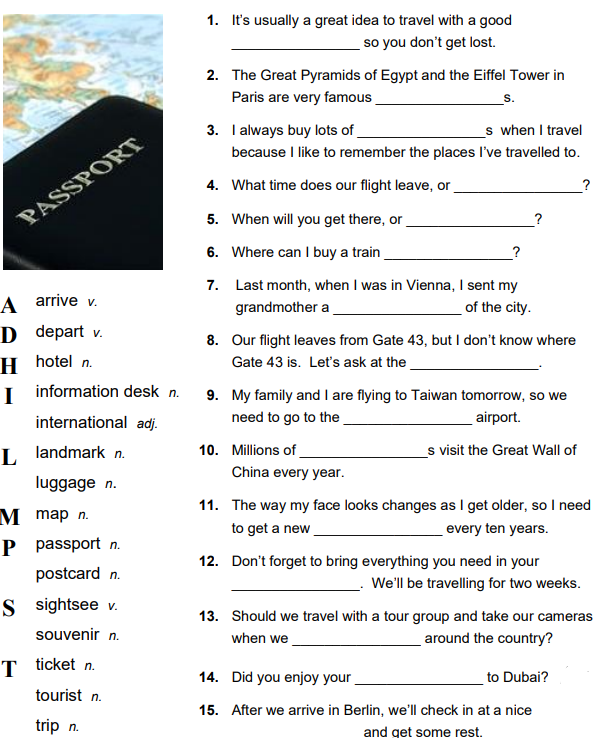 PASSPORT
A arrive v.
D depart v.
H hotel n.
I information desk n.
international adj.
L landmark n.
luggage n.
M map n.
P passport n.
postcard n.
S sightsee v.
souvenir n.
T ticket n.
tourist n.
trip n.
1. It's usually a great idea to travel with a good
________________ so you don't get lost.
2. The Great Pyramids of Egypt and the Eiffel Tower in
Paris are very famous ________________s.
3. I always buy lots of ________________s when I travel
because I like to remember the places I've travelled to.
4. What time does our flight leave, or ________________?
5. When will you get there, or ________________?
6. Where can I buy a train ________________?
7. Last month, when I was in Vienna, I sent my
grandmother a ________________ of the city.
8. Our flight leaves from Gate 43, but I don't know where
Gate 43 is. Let's ask at the ________________.
9. My family and I are flying to Taiwan tomorrow, so we
need to go to the ________________ airport.
10. Millions of ________________s visit the Great Wall of
China every year.
11. The way my face looks changes as I get older, so I need
to get a new ________________ every ten years.
12. Don't forget to bring everything you need in your
________________. We'll be travelling for two weeks.
13. Should we travel with a tour group and take our cameras
when we ________________ around the country?
14. Did you enjoy your ________________ to Dubai?
15. After we arrive in Berlin, we'll check in at a nice
________________ and get some rest.